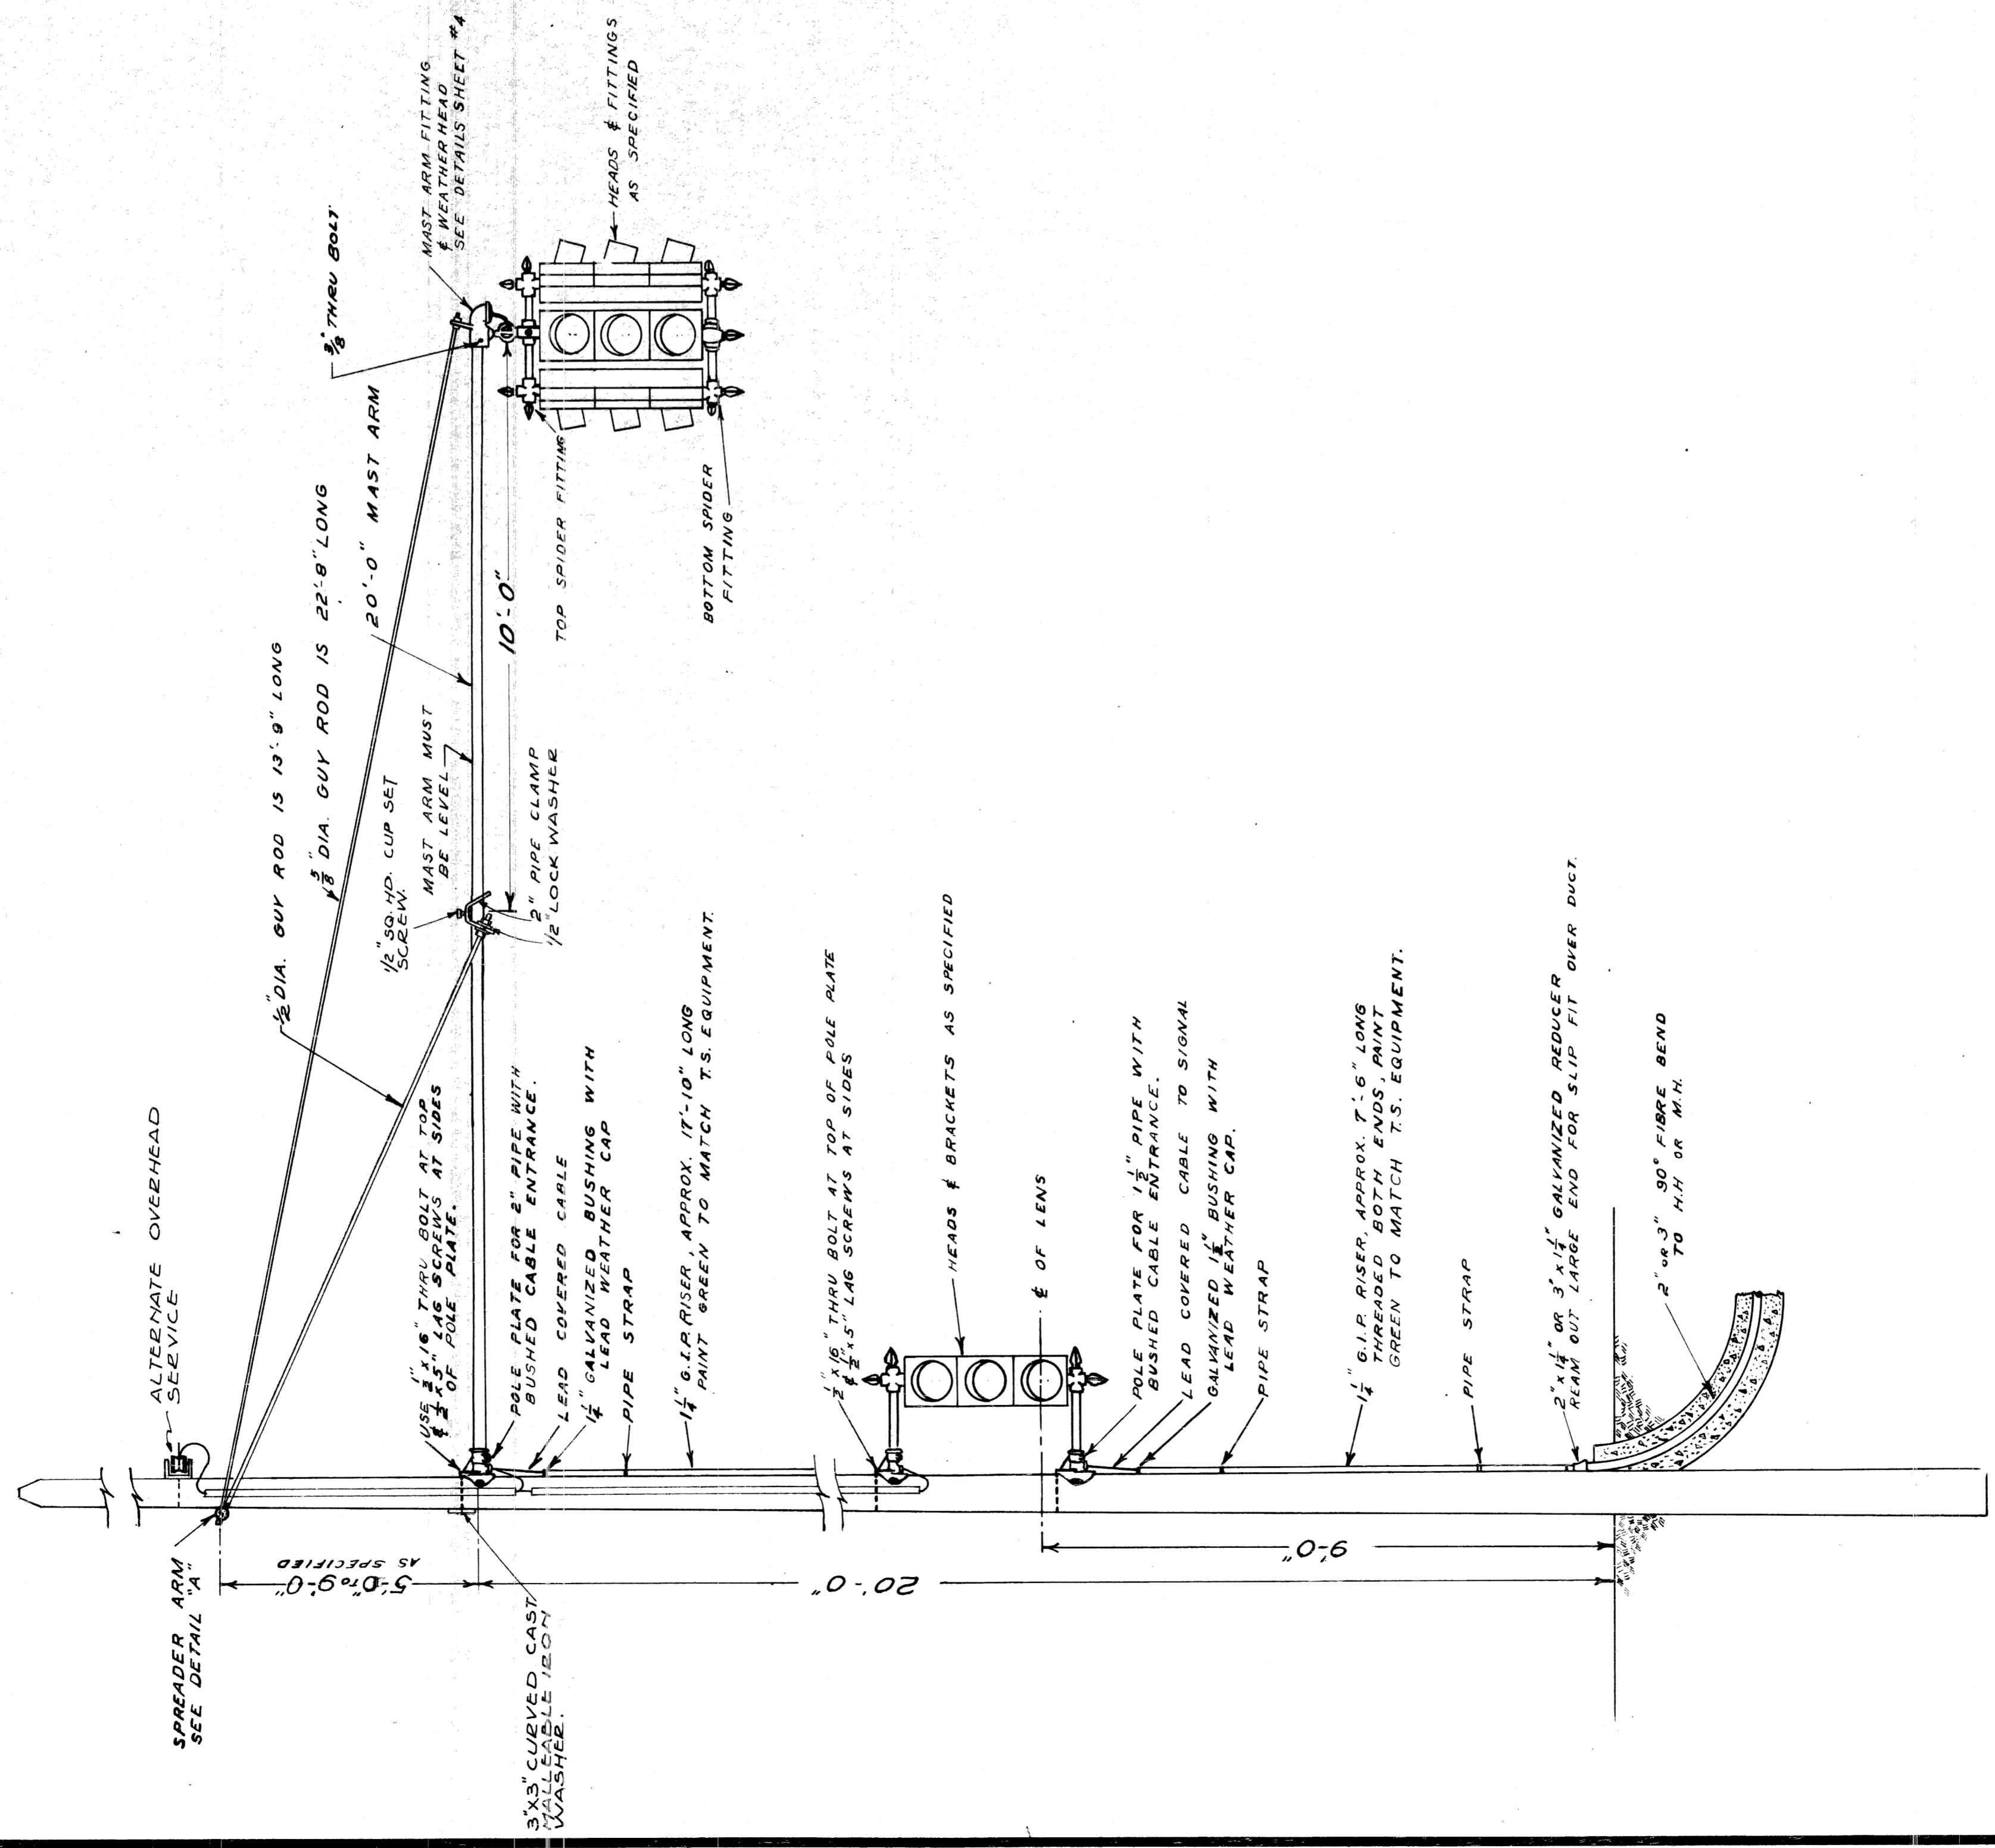 ALTERNATE OVERHEAD
SERVICE
SPREADER ARM
SEE DETAIL "A"
1/2" DIA. GUY ROD IS 13'-9" LONG
5/8" DIA. GUY ROD IS 22'-8" LONG
20'-0" MAST ARM
3/8" THRU BOLT
MAST ARM FITTING
& WEATHERHEAD
SEE DETAILS SHEET #4
HEADS & FITTINGS
AS SPECIFIED
1/2" SQ. HD. CUP SET
SCREW.
MAST ARM MUST
BE LEVEL
10'-0"
2" PIPE CLAMP
1/2" LOCK WASHER
TOP SPIDER FITTING
BOTTOM SPIDER
FITTING
USE 1/2" x 16" THRU BOLT AT TOP
& 1/2" x 5" LAG SCREWS AT SIDES
OF POLE PLATE.
POLE PLATE FOR 2" PIPE WITH
BUSHED CABLE ENTRANCE.
LEAD COVERED CABLE
1 1/4" GALVANIZED BUSHING WITH
LEAD WEATHER CAP
PIPE STRAP
1 1/4" G.I.P. RISER, APPROX. 17'-10" LONG
PAINT GREEN TO MATCH T.S. EQUIPMENT.
1/2" x 16" THRU BOLT AT TOP OF POLE PLATE
& 1/2" x 5" LAG SCREWS AT SIDES
HEADS & BRACKETS AS SPECIFIED
℄ OF LENS
POLE PLATE FOR 1 1/2" PIPE WITH
BUSHED CABLE ENTRANCE.
LEAD COVERED CABLE TO SIGNAL
GALVANIZED 1 1/4" BUSHING WITH
LEAD WEATHER CAP.
PIPE STRAP
1 1/4" G.I.P. RISER, APPROX. 7'-6" LONG
THREADED BOTH ENDS, PAINT
GREEN TO MATCH T.S. EQUIPMENT.
PIPE STRAP
2" x 1 1/4" OR 3" x 1 1/4" GALVANIZED REDUCER
REAM OUT LARGE END FOR SLIP FIT OVER DUCT.
2" OR 3" 90° FIBRE BEND
TO H.H OR M.H.
5'-0" TO 9'-0"
AS SPECIFIED
20'-0"
9'-0"
3"X3" CURVED CAST
MALLEABLE IRON
WASHER.